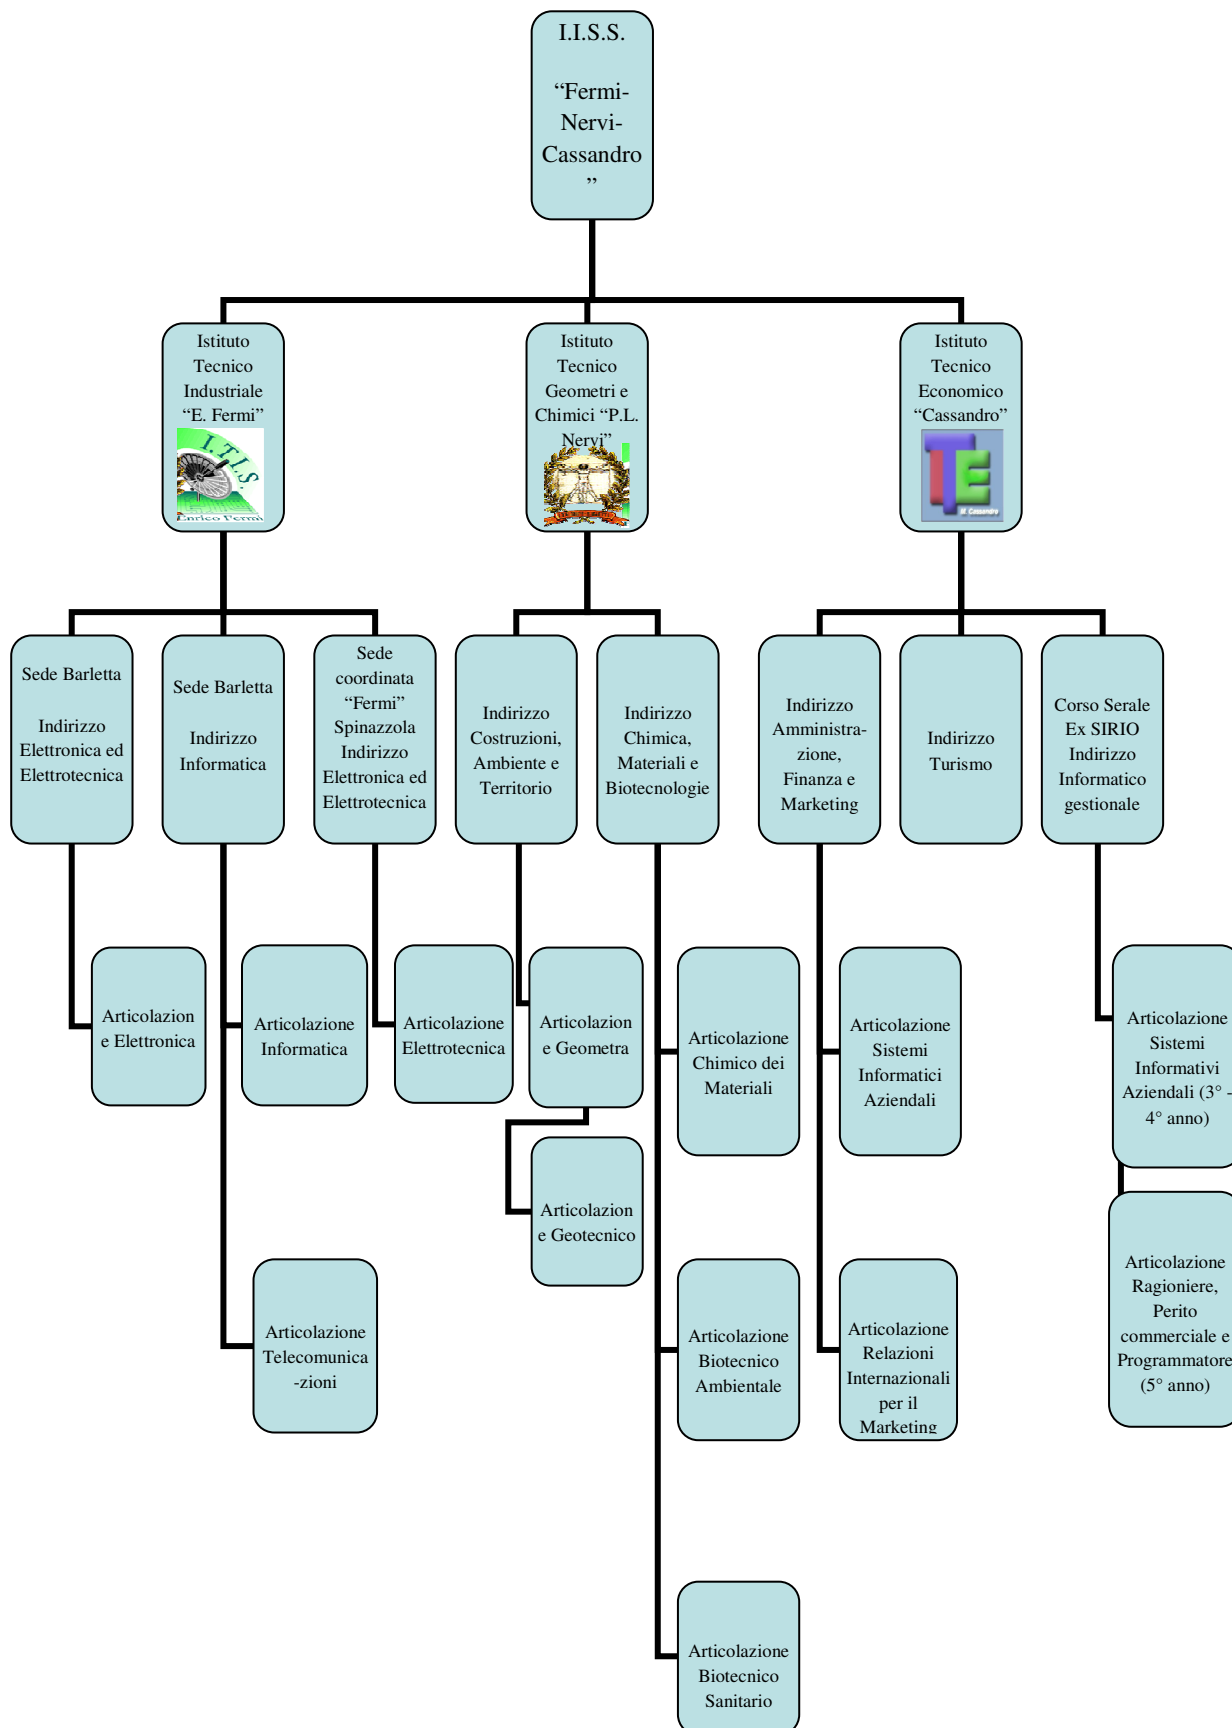 I.I.S.S.
“Fermi-
Nervi-
Cassandro
”
Istituto
Tecnico
Industriale
“E. Fermi”
I.T.I.S.
Enrico Fermi
Istituto
Tecnico
Geometri e
Chimici “P.L.
Nervi”
Istituto
Tecnico
Economico
“Cassandro”
TTE
M. Cassandro
Sede Barletta
Indirizzo
Elettronica ed
Elettrotecnica
Sede Barletta
Indirizzo
Informatica
Sede
coordinata
“Fermi”
Spinazzola
Indirizzo
Elettronica ed
Elettrotecnica
Indirizzo
Costruzioni,
Ambiente e
Territorio
Indirizzo
Chimica,
Materiali e
Biotecnologie
Indirizzo
Amministra-
zione,
Finanza e
Marketing
Indirizzo
Turismo
Corso Serale
Ex SIRIO
Indirizzo
Informatico
gestionale
Articolazion
e Elettronica
Articolazione
Informatica
Articolazione
Elettrotecnica
Articolazion
e Geometra
Articolazione
Chimico dei
Materiali
Articolazione
Sistemi
Informatici
Aziendali
Articolazione
Sistemi
Informativi
Aziendali (3° -
4° anno)
Articolazion
e Geotecnico
Articolazione
Telecomunica
-zioni
Articolazione
Biotecnico
Ambientale
Articolazione
Relazioni
Internazionali
per il
Marketing
Articolazione
Ragioniere,
Perito
commerciale e
Programmatore
(5° anno)
Articolazione
Biotecnico
Sanitario